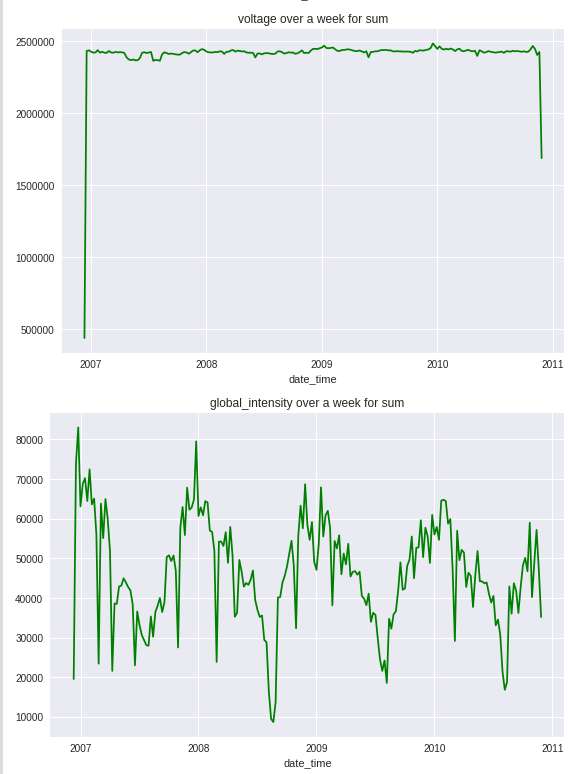 voltage over a week for sum
2500000
2000000
1500000
1000000
500000
2007 2008 2009 2010 2011
date_time
global_intensity over a week for sum
80000
70000
60000
50000
40000
30000
20000
10000
2007 2008 2009 2010 2011
date_time